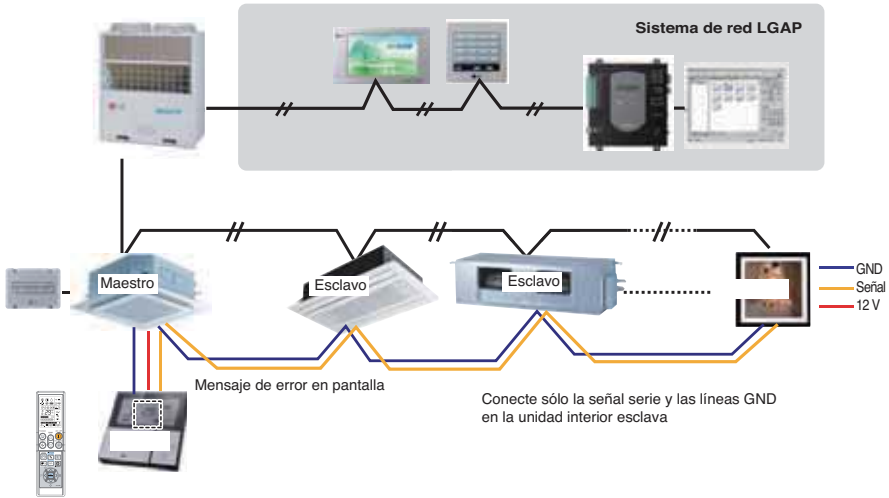 Sistema de red LGAP
Maestro
Esclavo
Esclavo
GND
Señal
12 V
Mensaje de error en pantalla
Conecte sólo la señal serie y las líneas GND
en la unidad interior esclava